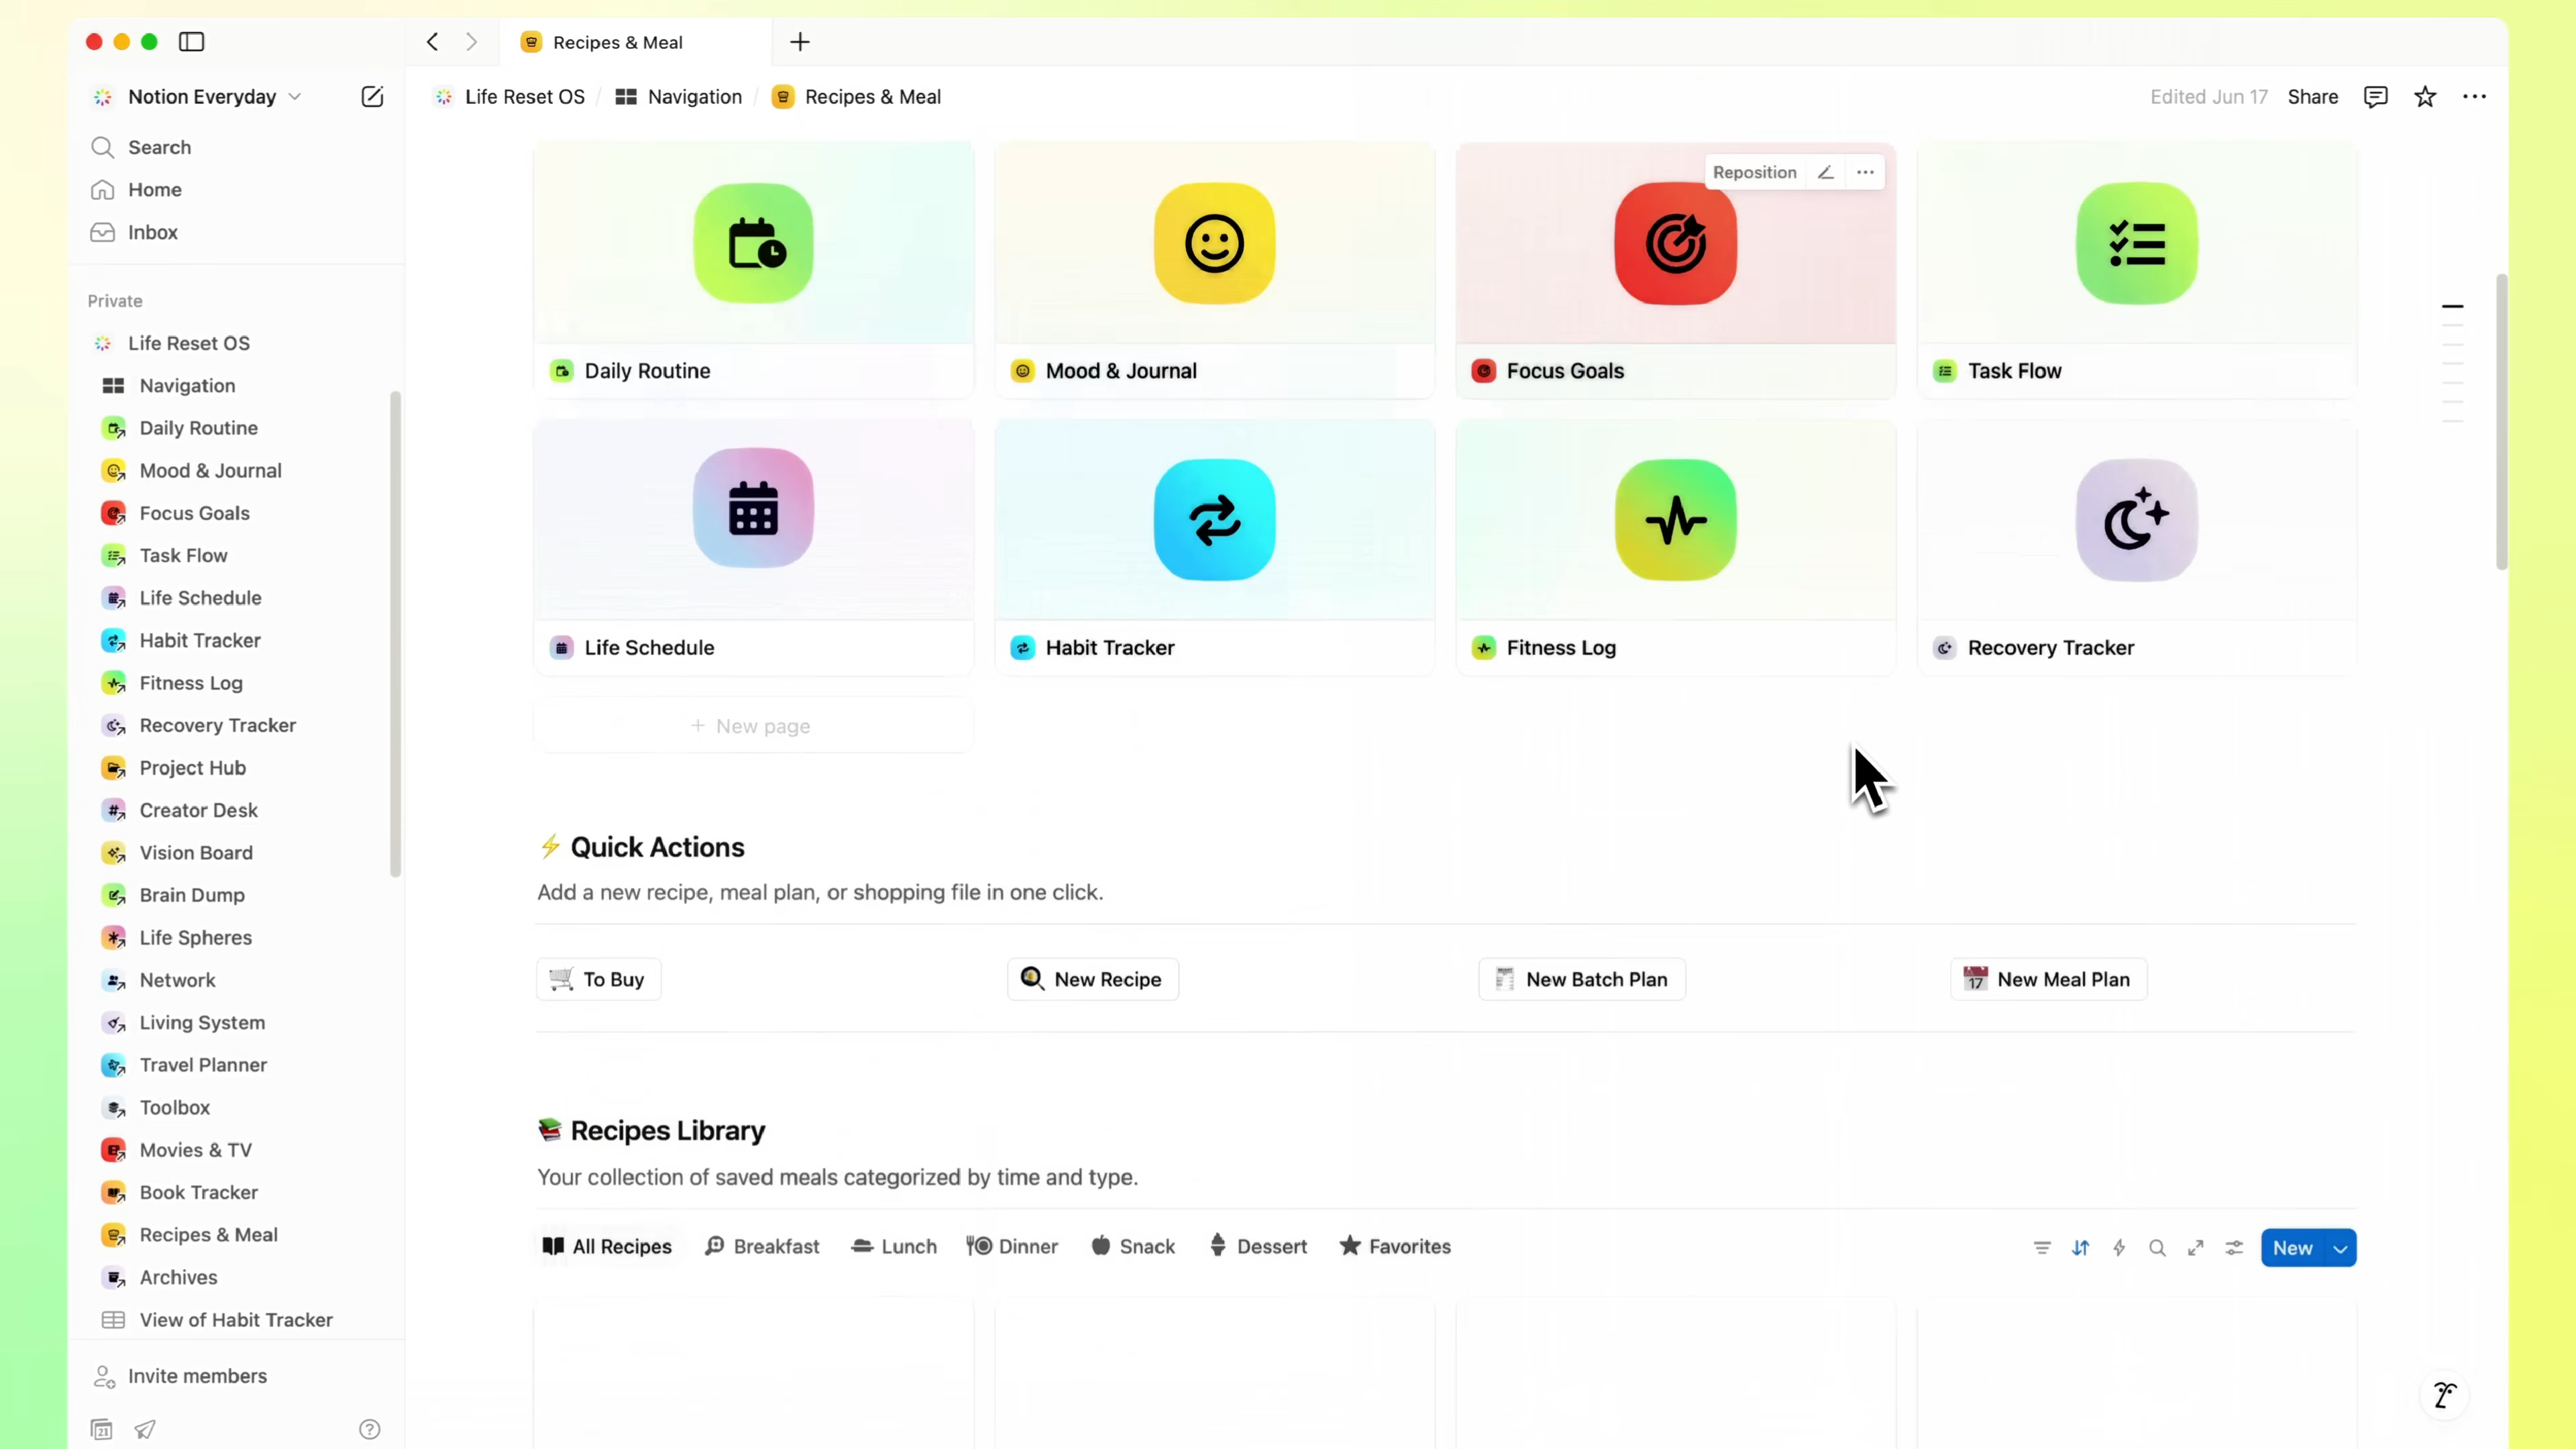 Recipes & Meal
Notion Everyday
Life Reset OS / Navigation / Recipes & Meal
Edited Jun 17
Share
Search
Home
Inbox
Private
Life Reset OS
Navigation
Daily Routine
Mood & Journal
Focus Goals
Task Flow
Life Schedule
Habit Tracker
Fitness Log
Recovery Tracker
Project Hub
Creator Desk
Vision Board
Brain Dump
Life Spheres
Network
Living System
Travel Planner
Toolbox
Movies & TV
Book Tracker
Recipes & Meal
Archives
View of Habit Tracker
Invite members
21
Reposition
Daily Routine
Mood & Journal
Focus Goals
Task Flow
Life Schedule
Habit Tracker
Fitness Log
Recovery Tracker
+ New page
Quick Actions
Add a new recipe, meal plan, or shopping file in one click.
To Buy
New Recipe
New Batch Plan
17
New Meal Plan
Recipes Library
Your collection of saved meals categorized by time and type.
All Recipes
Breakfast
Lunch
Dinner
Snack
Dessert
Favorites
New